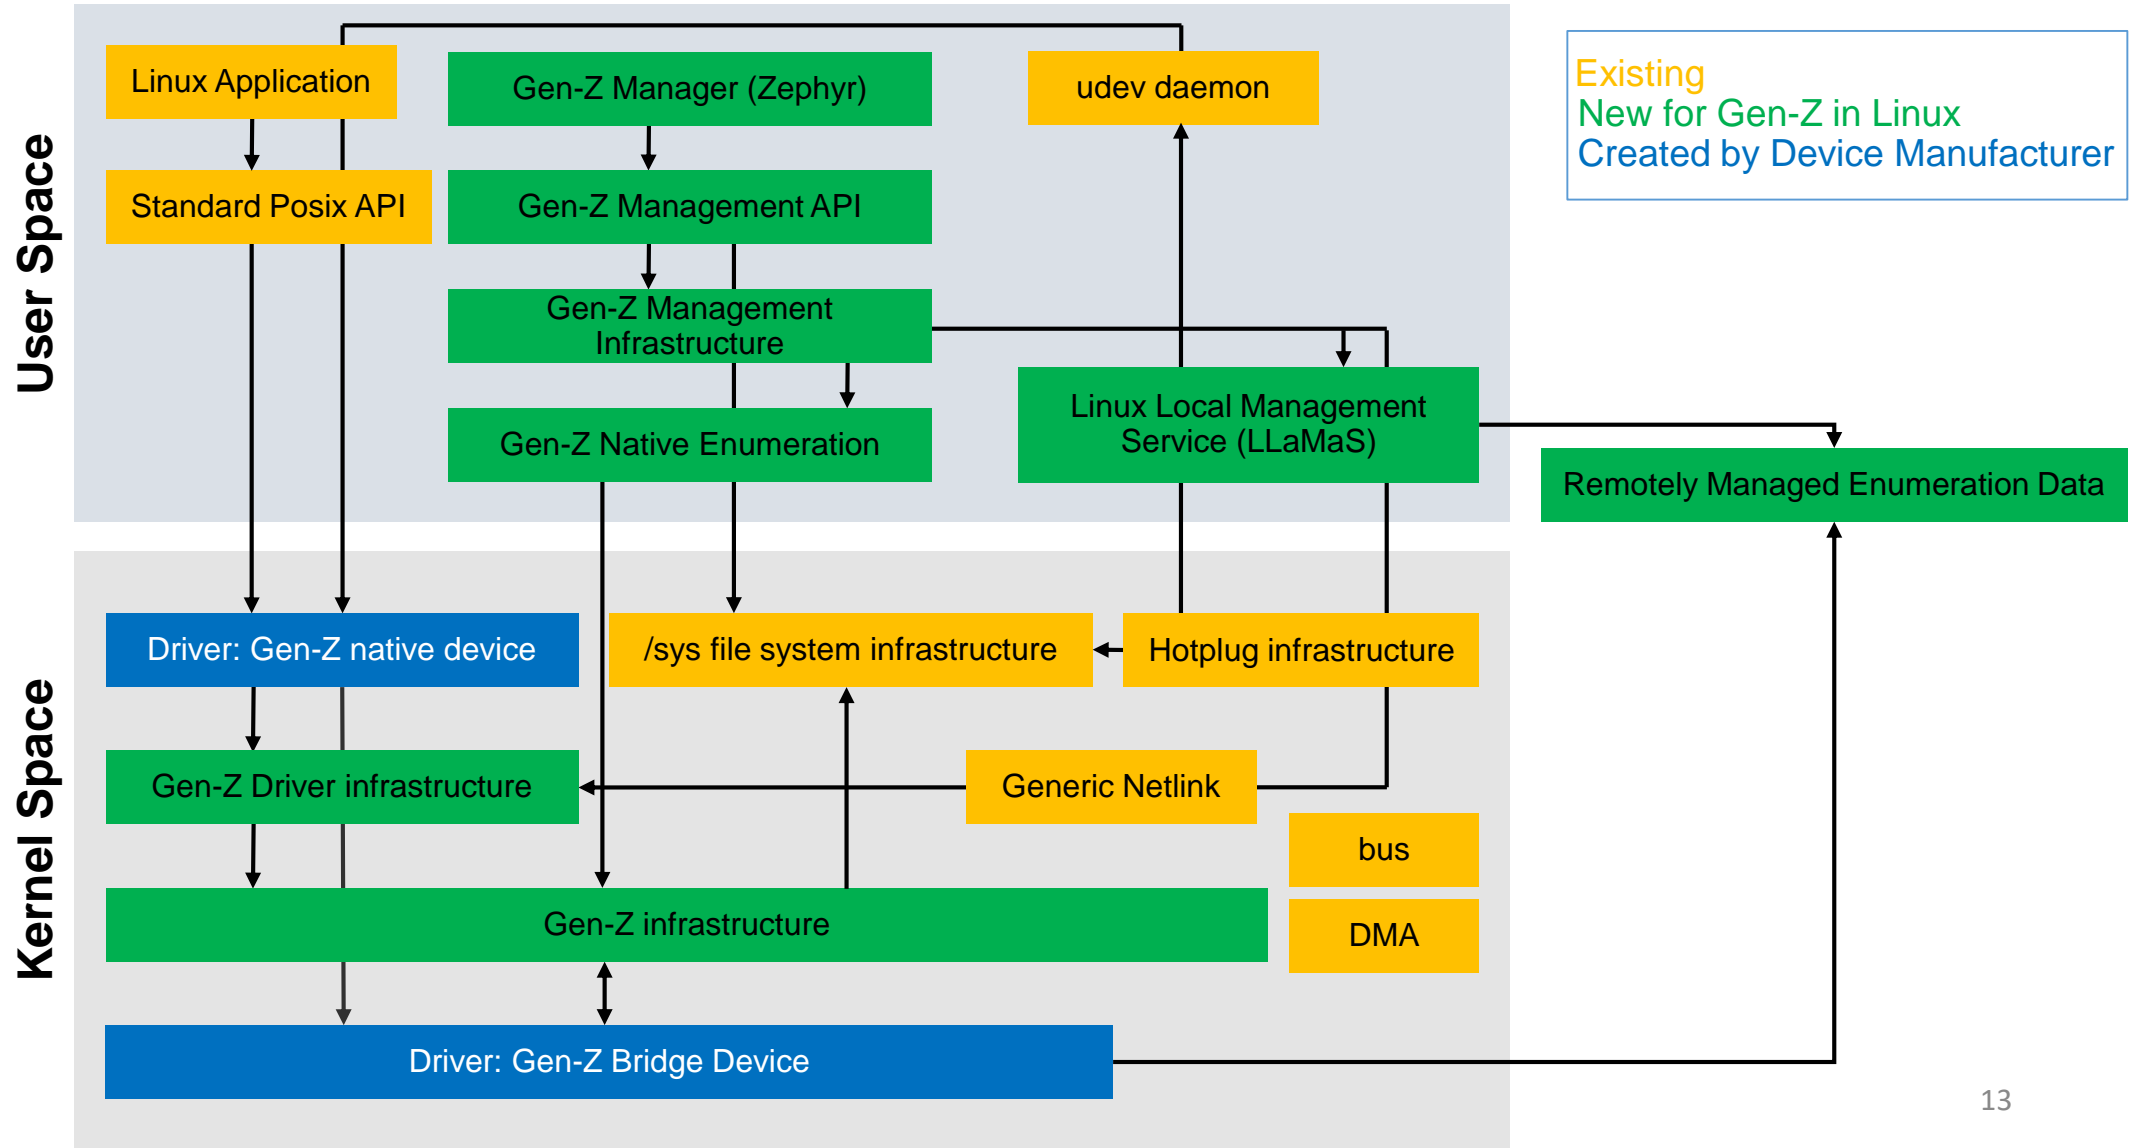 User Space
Linux Application
Gen-Z Manager (Zephyr)
udev daemon
Existing
New for Gen-Z in Linux
Created by Device Manufacturer
Standard Posix API
Gen-Z Management API
Gen-Z Management
Infrastructure
Linux Local Management
Service (LLaMaS)
Gen-Z Native Enumeration
Remotely Managed Enumeration Data
Kernel Space
Driver: Gen-Z native device
/sys file system infrastructure
Hotplug infrastructure
Gen-Z Driver infrastructure
Generic Netlink
bus
Gen-Z infrastructure
DMA
Driver: Gen-Z Bridge Device
13